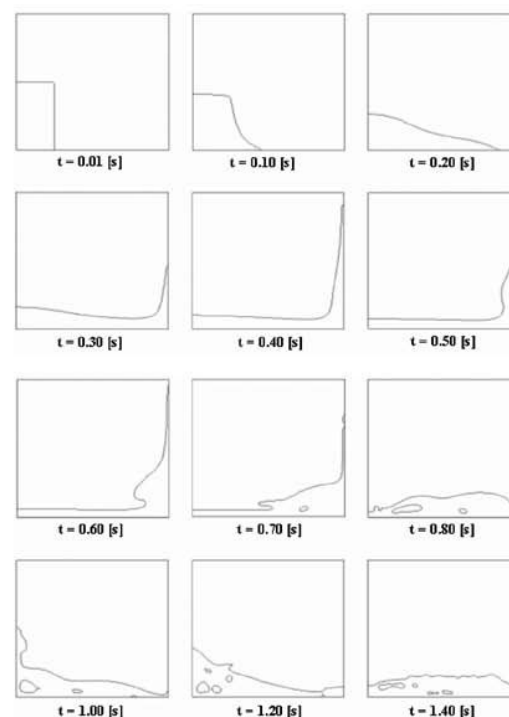 t = 0.01 [s]
t = 0.10 [s]
t = 0.20 [s]
t = 0.30 [s]
t = 0.40 [s]
t = 0.50 [s]
t = 0.60 [s]
t = 0.70 [s]
t = 0.80 [s]
t = 1.00 [s]
t = 1.20 [s]
t = 1.40 [s]